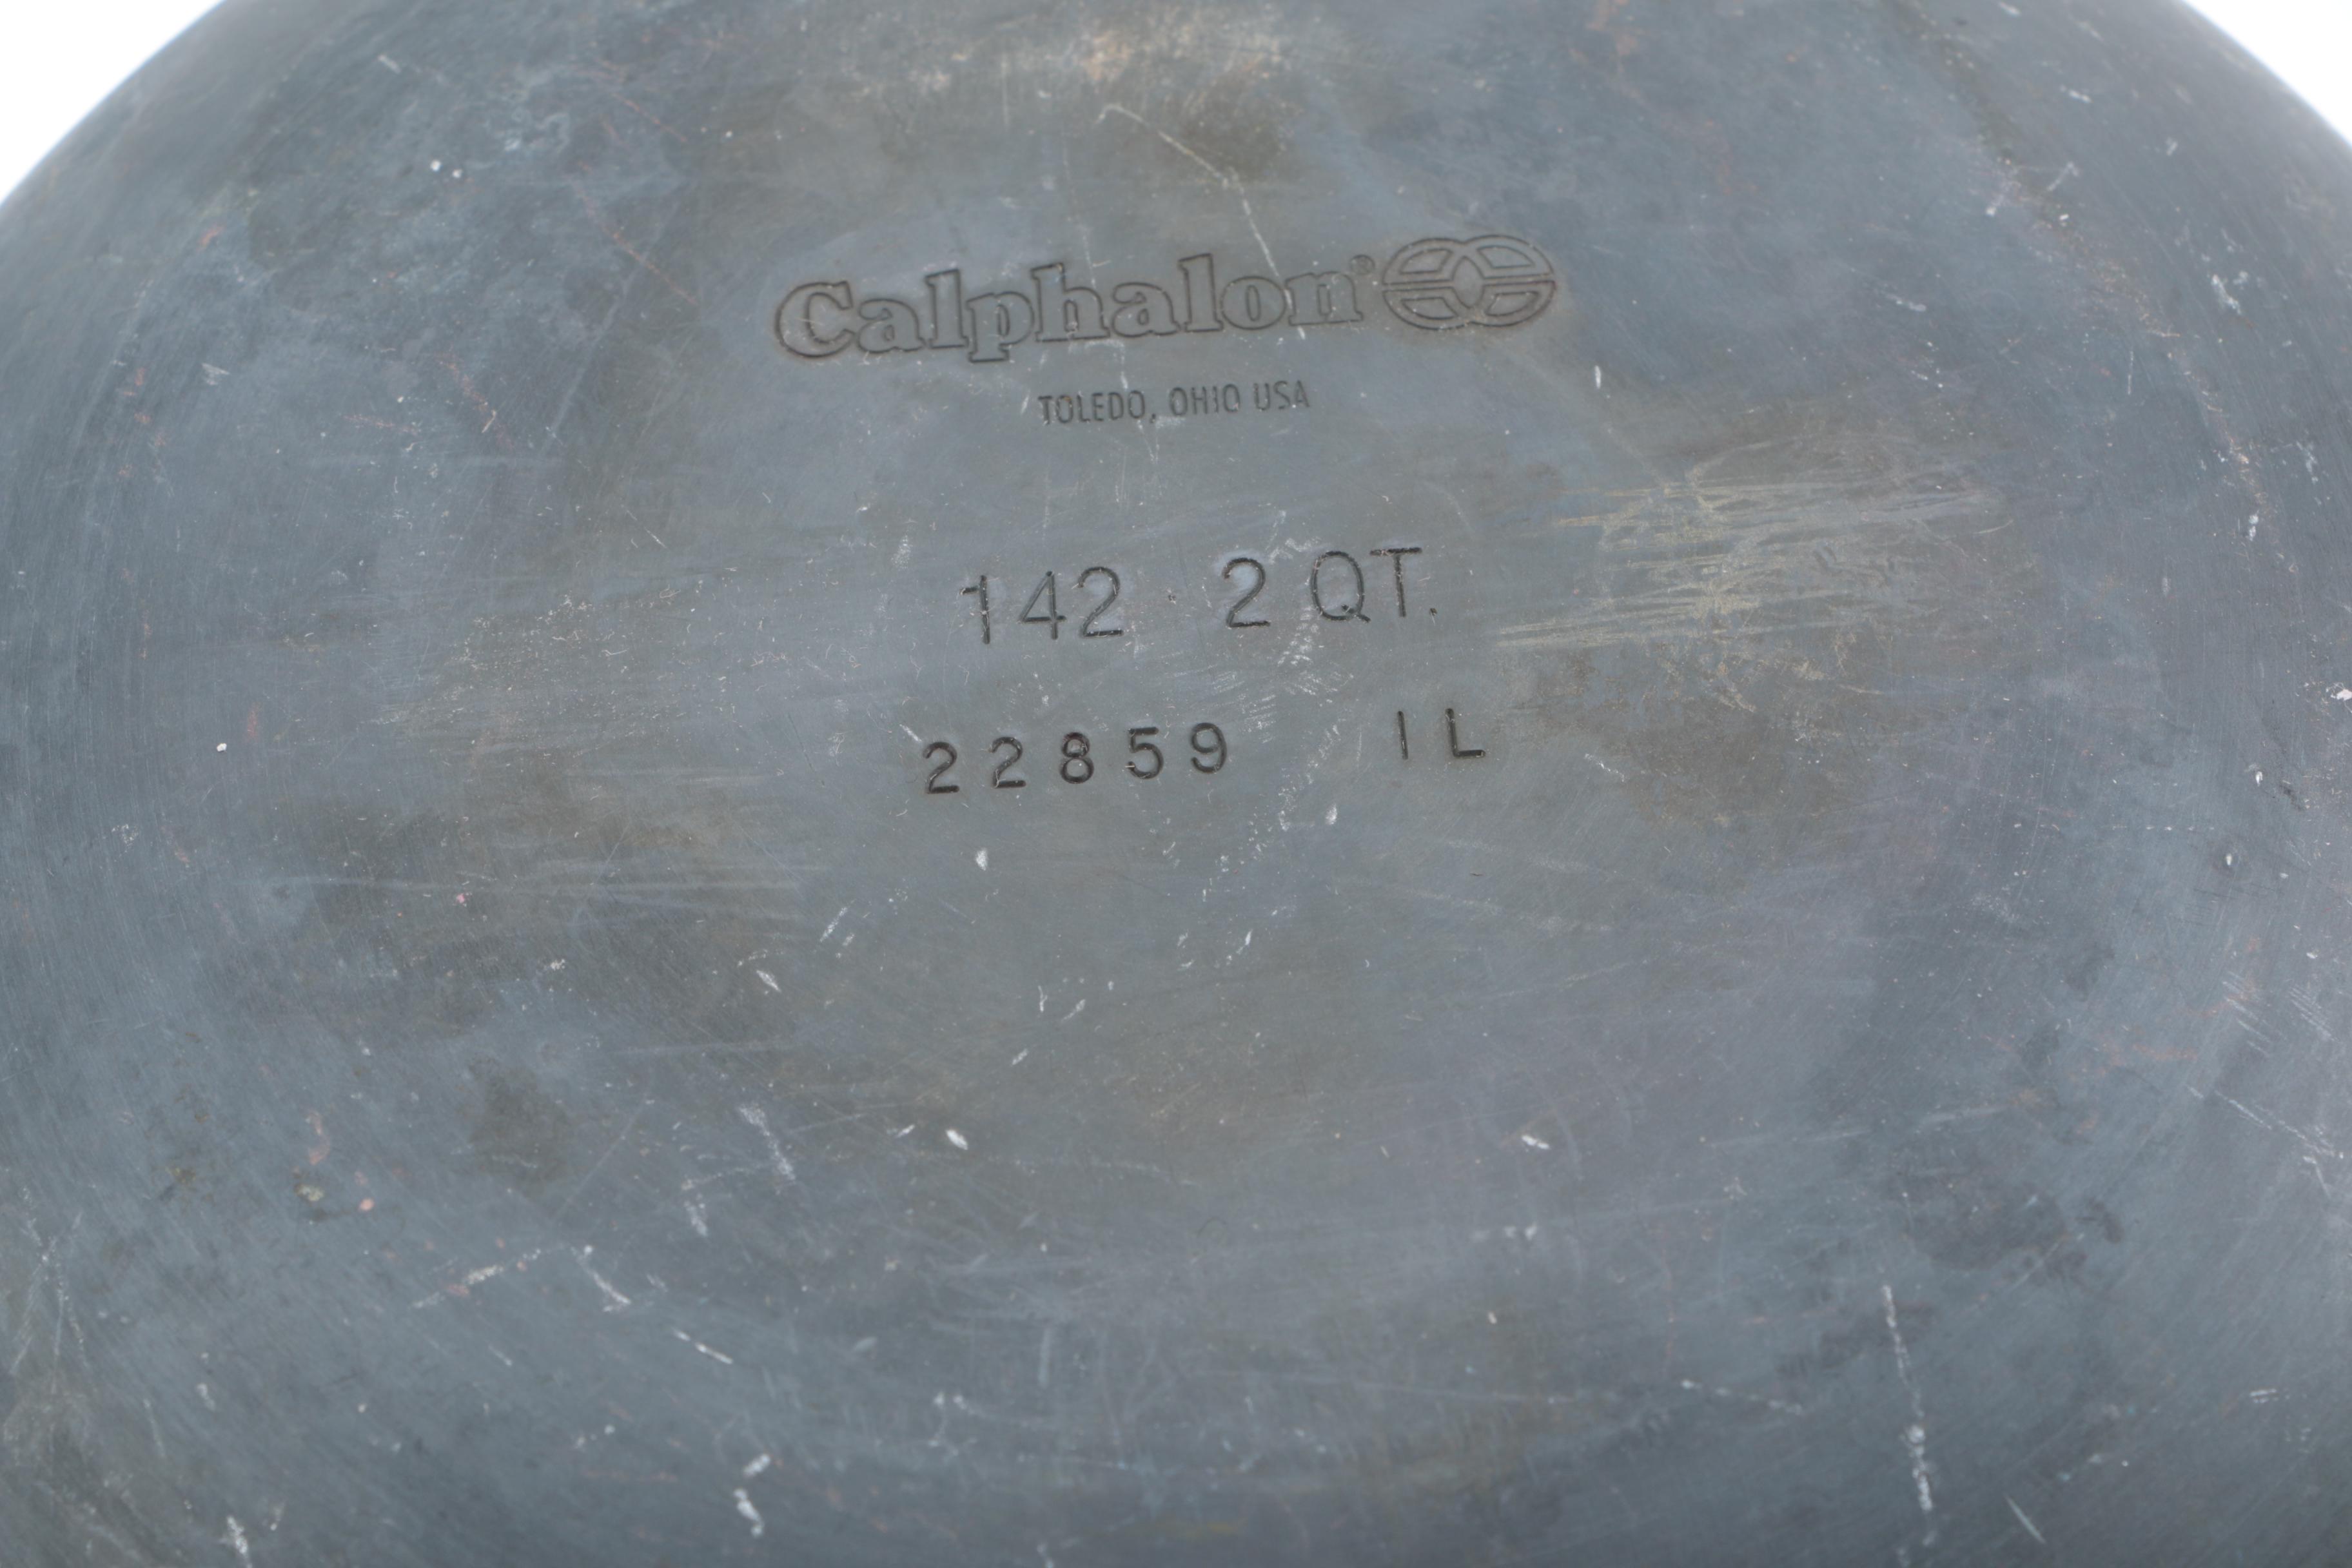 Calphalon®
TOLEDO, OHIO USA
142 2 QT.
22859 IL